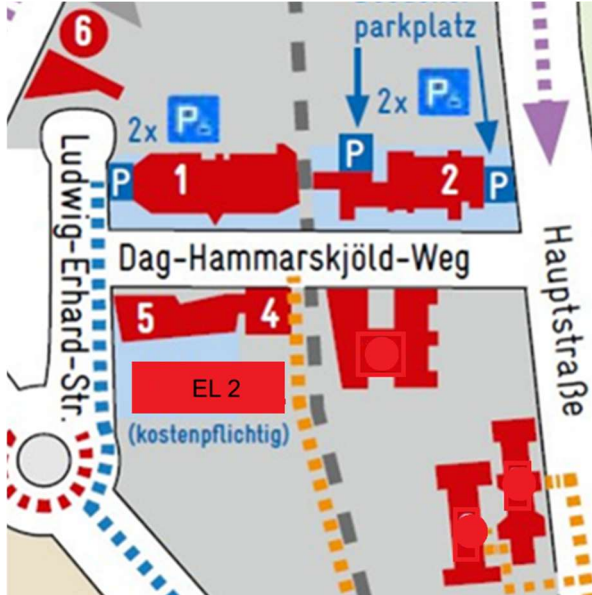 parkplatz
6
2x P
2x P
P
Ludwig-Erhard-Str.
P 1
2 P
Dag-Hammarskjöld-Weg
Hauptstraße
5 4
EL 2
(kostenpflichtig)